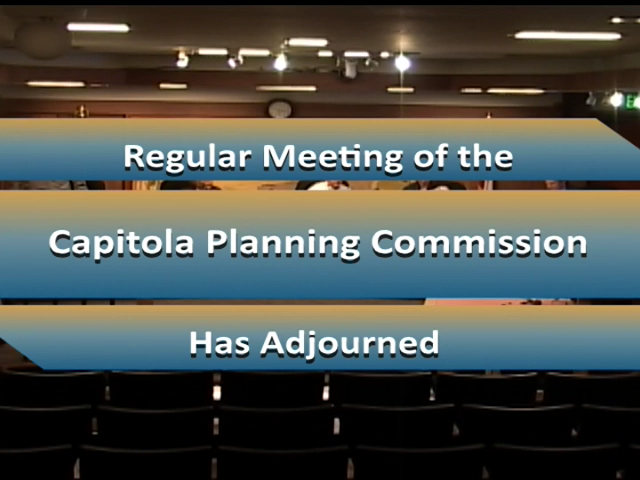 Regular Meeting of the
Capitola Planning Commission
Has Adjourned